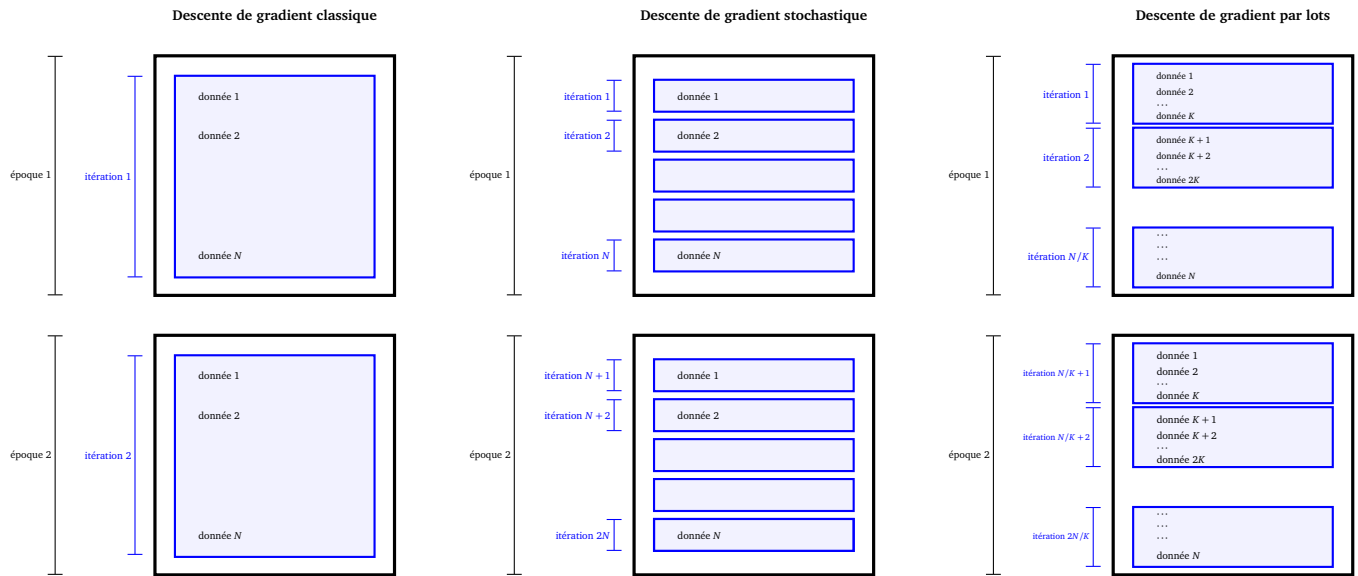 Descente de gradient classique
époque 1
itération 1
donnée 1
donnée 2
donnée N
époque 2
itération 2
donnée 1
donnée 2
donnée N
Descente de gradient stochastique
époque 1
itération 1
donnée 1
itération 2
donnée 2
itération N
donnée N
époque 2
itération N + 1
donnée 1
itération N + 2
donnée 2
itération 2N
donnée N
Descente de gradient par lots
époque 1
itération 1
donnée 1
donnée 2
...
donnée K
itération 2
donnée K + 1
donnée K + 2
...
donnée 2K
itération N/K
...
...
...
donnée N
époque 2
itération N/K + 1
donnée 1
donnée 2
...
donnée K
itération N/K + 2
donnée K + 1
donnée K + 2
...
donnée 2K
itération 2N/K
...
...
...
donnée N